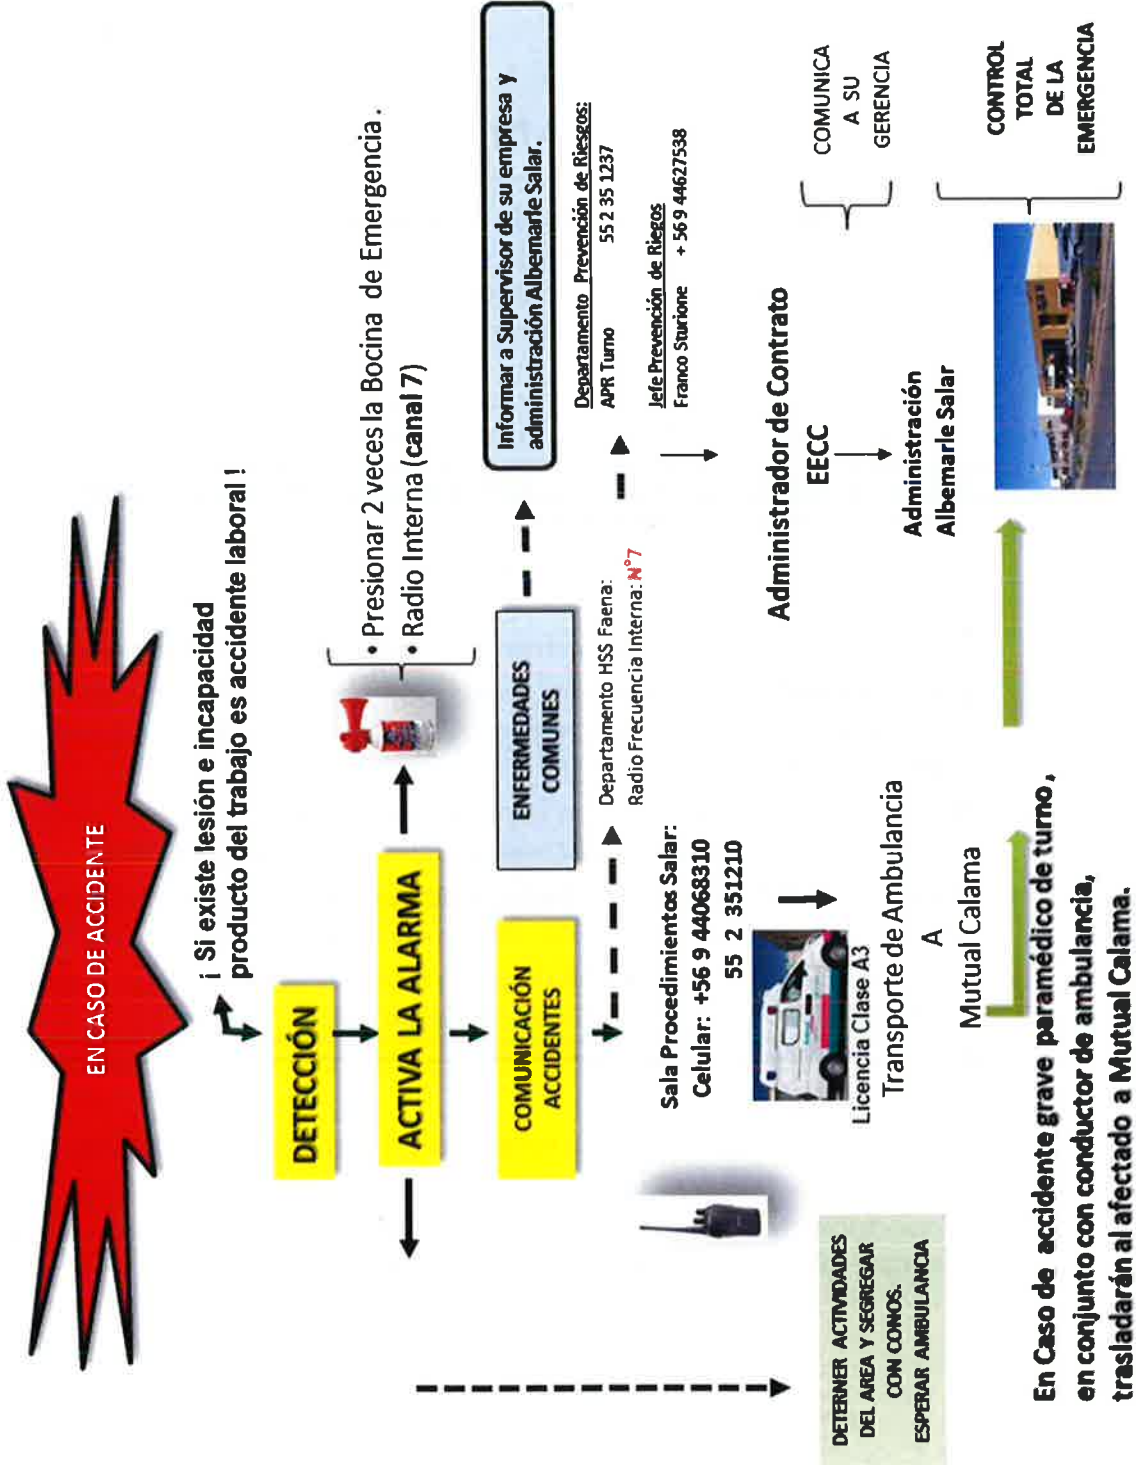 EN CASO DE ACCIDENTE
¡ Si existe lesión e incapacidad
producto del trabajo es accidente laboral !
DETECCIÓN
ACTIVA LA ALARMA
• Presionar 2 veces la Bocina de Emergencia .
• Radio Interna (canal 7)
COMUNICACIÓN
ACCIDENTES
ENFERMEDADES
COMUNES
Informar a Supervisor de su empresa y
administración Albemarle Salar.
Departamento HSS Faena:
Radio Frecuencia Interna: N°7
Departamento Prevención de Riesgos:
APR Turno 55 2 35 1237
Jefe Prevención de Riegos
Franco Sturione + 56 9 44627538
Sala Procedimientos Salar:
Celular: +56 9 44068310
55 2 351210
Licencia Clase A3
Transporte de Ambulancia
A
Mutual Calama
Administrador de Contrato
EECC
COMUNICA
A SU
GERENCIA
Administración
Albemarle Salar
CONTROL
TOTAL
DE LA
EMERGENCIA
DETERNER ACTIVIDADES
DEL AREA Y SEGREGAR
CON CONOS.
ESPERAR AMBULANCIA
En Caso de accidente grave paramédico de turno,
en conjunto con conductor de ambulancia,
trasladarán al afectado a Mutual Calama.